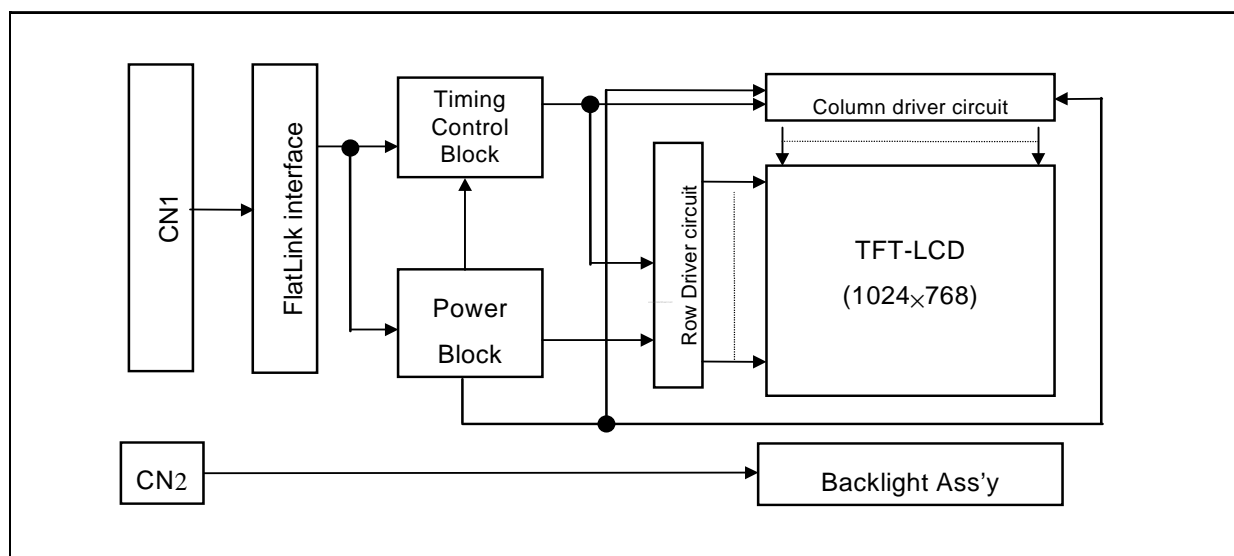 CN1
FlatLink interface
Timing
Control
Block
Power
Block
Row Driver circuit
Column driver circuit
TFT-LCD
(1024×768)
CN2
Backlight Ass'y